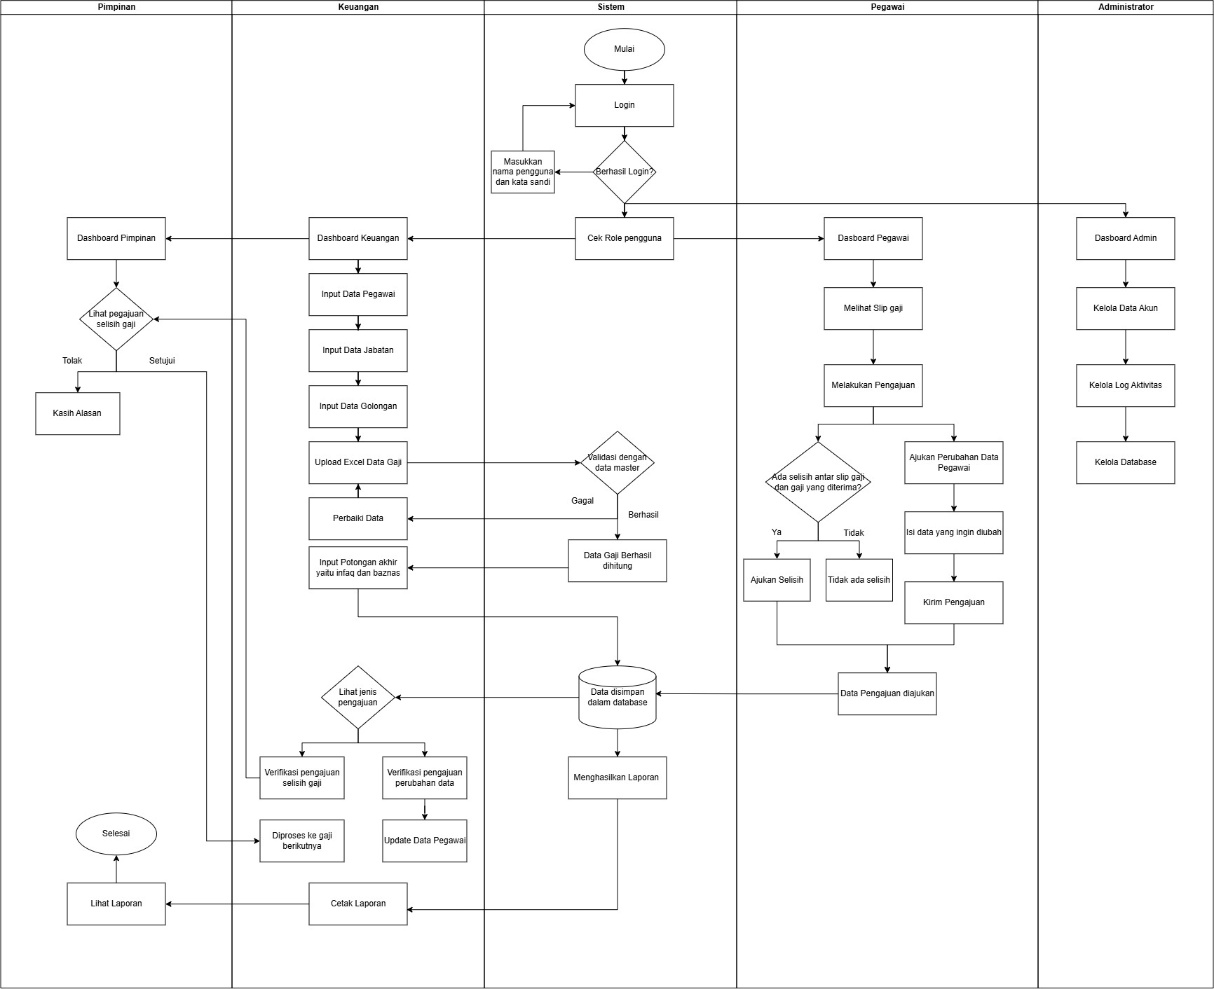 Pimpinan
Keuangan
Sistem
Pegawai
Administrator
Mulai
Login
Masukkan
nama pengguna
dan kata sandi
Berhasil Login?
Dashboard Pimpinan
Dashboard Keuangan
Cek Role pengguna
Dasboard Pegawai
Dasboard Admin
Lihat pegajuan
selisih gaji
Input Data Pegawai
Melihat Slip gaji
Kelola Data Akun
Tolak
Setujui
Input Data Jabatan
Melakukan Pengajuan
Kelola Log Aktivitas
Kasih Alasan
Input Data Golongan
Upload Excel Data Gaji
Validasi dengan
data master
Ada selisih antar slip gaji
dan gaji yang diterima?
Ajukan Perubahan Data
Pegawai
Kelola Database
Gagal
Berhasil
Perbaiki Data
Ya
Tidak
Isi data yang ingin diubah
Input Potongan akhir
yaitu infaq dan baznas
Data Gaji Berhasil
dihitung
Ajukan Selisih
Tidak ada selisih
Kirim Pengajuan
Lihat jenis
pengajuan
Data disimpan
dalam database
Data Pengajuan diajukan
Verifikasi pengajuan
selisih gaji
Verifikasi pengajuan
perubahan data
Menghasilkan Laporan
Selesai
Diproses ke gaji
berikutnya
Update Data Pegawai
Lihat Laporan
Cetak Laporan